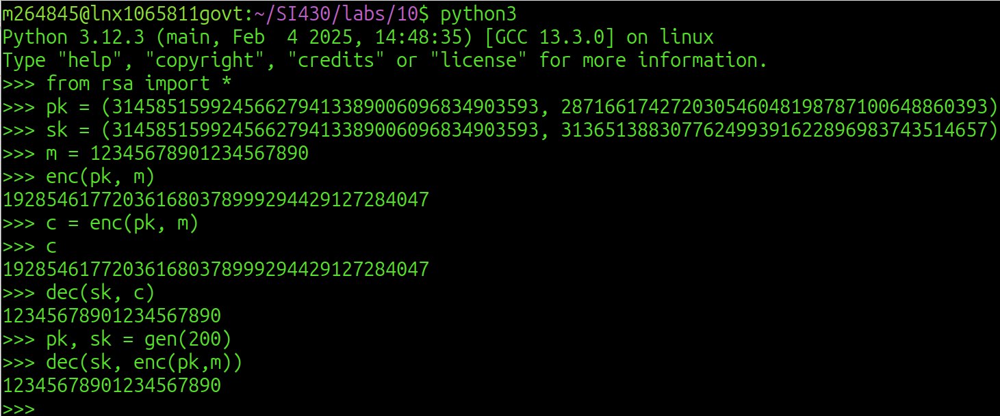 m264845@lnx1065811govt:~/SI430/labs/10$ python3
Python 3.12.3 (main, Feb  4 2025, 14:48:35) [GCC 13.3.0] on linux
Type "help", "copyright", "credits" or "license" for more information.
>>> from rsa import *
>>> pk = (314585159924566279413389006096834903593, 287166174272030546048198787100648860393)
>>> sk = (314585159924566279413389006096834903593, 313651388307762499391622896983743514657)
>>> m = 12345678901234567890
>>> enc(pk, m)
192854617720361680378999294429127284047
>>> c = enc(pk, m)
>>> c
192854617720361680378999294429127284047
>>> dec(sk, c)
12345678901234567890
>>> pk, sk = gen(200)
>>> dec(sk, enc(pk,m))
12345678901234567890
>>>